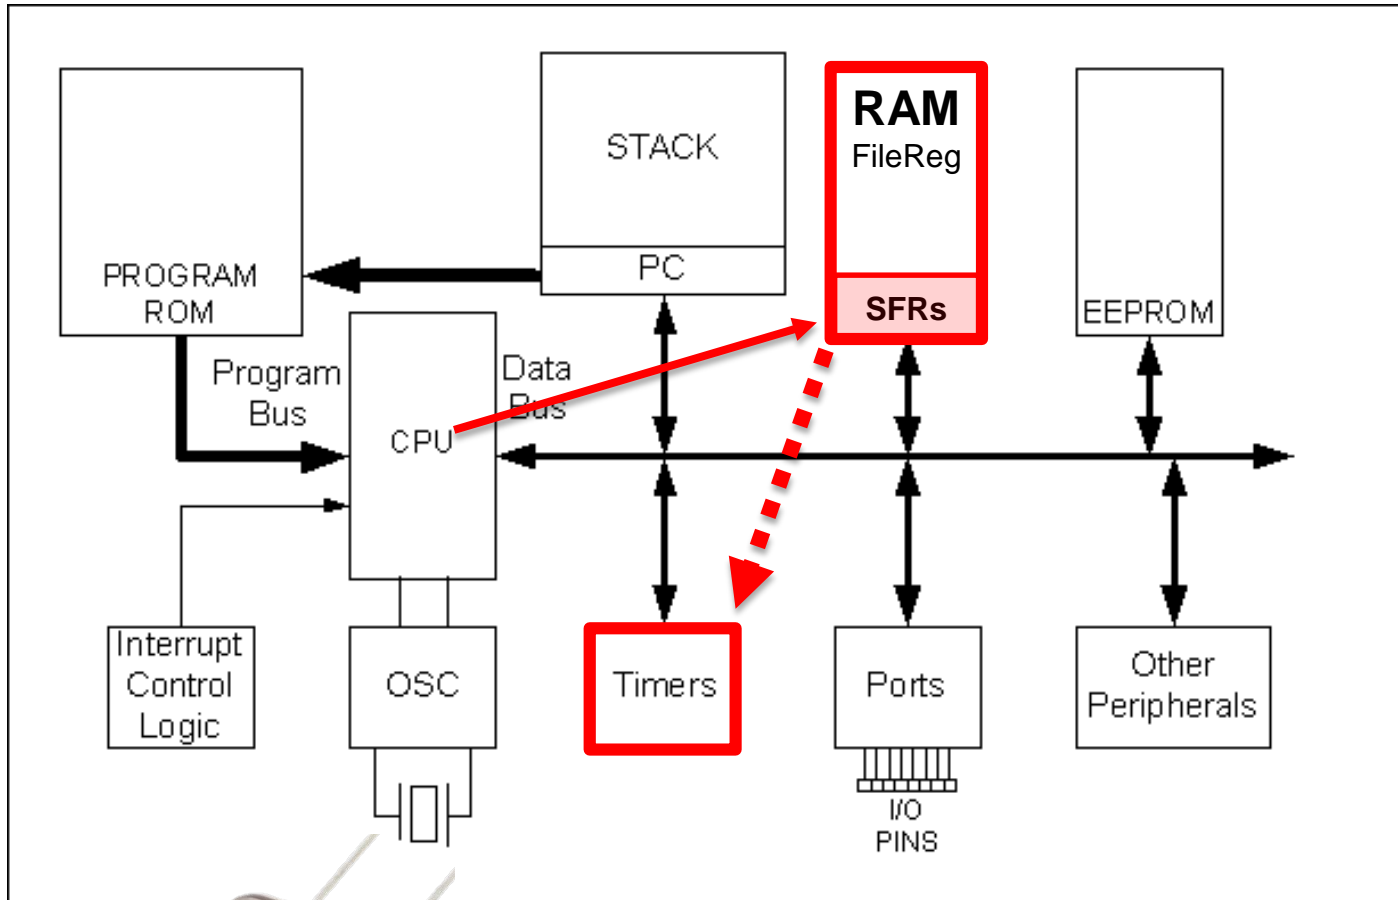 PROGRAM
ROM
STACK
PC
RAM
FileReg
SFRs
EEPROM
Program
Bus
Data
Bus
CPU
Interrupt
Control
Logic
OSC
Timers
Ports
Other
Peripherals
I/O
PINS